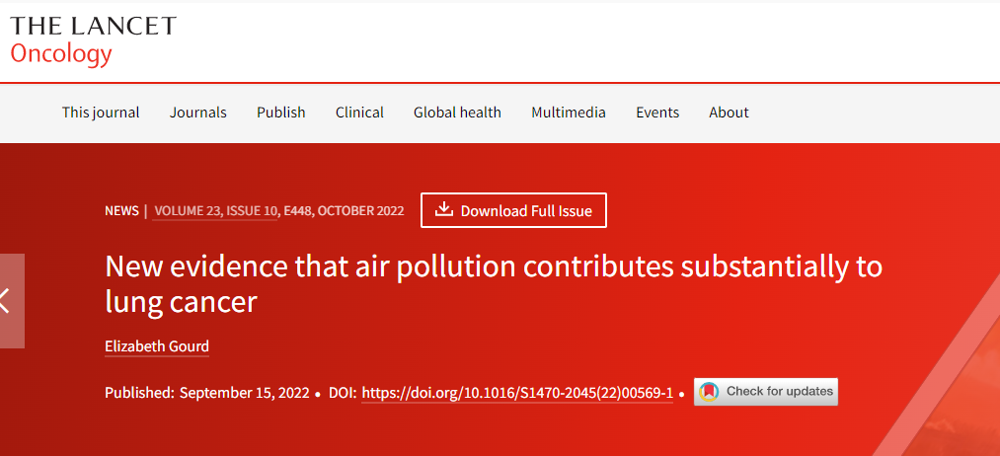 THE LANCET
Oncology
This journal Journals Publish Clinical Global health Multimedia Events About
NEWS | VOLUME 23, ISSUE 10, E448, OCTOBER 2022 Download Full Issue
New evidence that air pollution contributes substantially to
lung cancer
Elizabeth Gourd
Published: September 15, 2022 • DOI: https://doi.org/10.1016/S1470-2045(22)00569-1 • Check for updates